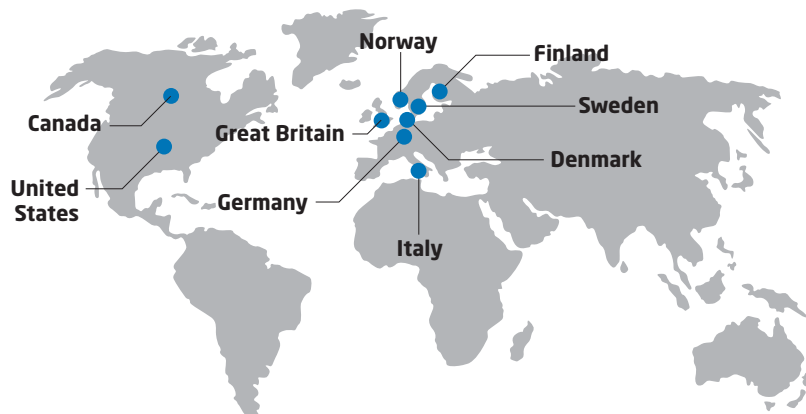 Norway
Finland
Canada
Sweden
Great Britain
Denmark
United
States
Germany
Italy